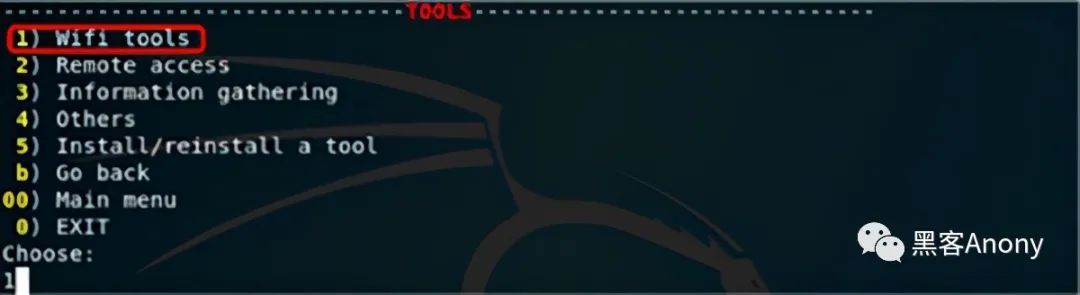 TOOLS
1) Wifi tools
2) Remote access
3) Information gathering
4) Others
5) Install/reinstall a tool
b) Go back
00) Main menu
0) EXIT
Choose:
1
黑客Anony